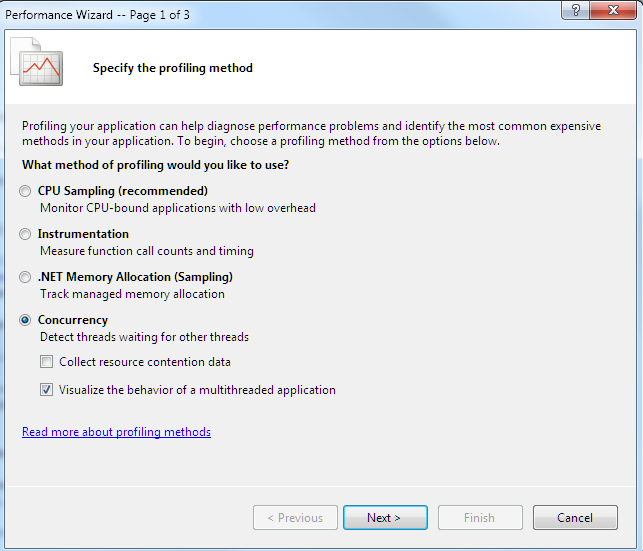 Performance Wizard -- Page 1 of 3
?
Specify the profiling method
Profiling your application can help diagnose performance problems and identify the most common expensive
methods in your application. To begin, choose a profiling method from the options below.
What method of profiling would you like to use?
CPU Sampling (recommended)
Monitor CPU-bound applications with low overhead
Instrumentation
Measure function call counts and timing
.NET Memory Allocation (Sampling)
Track managed memory allocation
Concurrency
Detect threads waiting for other threads
Collect resource contention data
Visualize the behavior of a multithreaded application
Read more about profiling methods
< Previous
Next >
Finish
Cancel